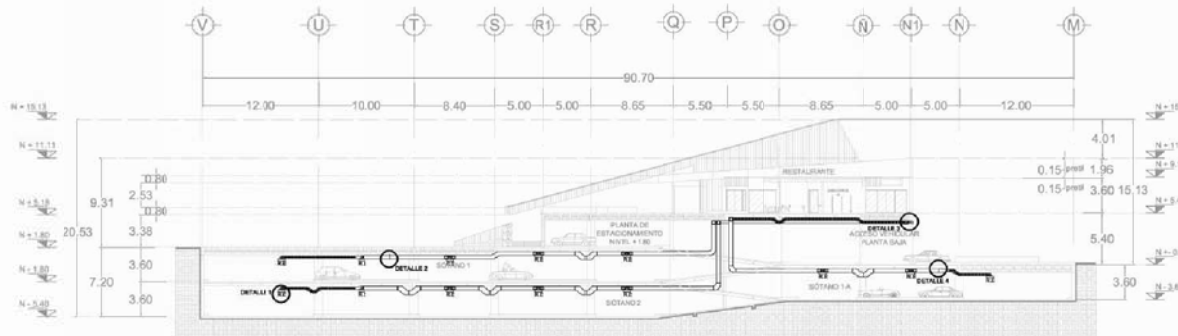 V U T S R1 R Q P O Ñ N1 N M
90.70
12.00 10.00 8.40 5.00 5.00 8.65 5.50 5.50 8.65 5.00 5.00 12.00
N + 15.13
N + 11.13
4.01
RESTAURANTE
0.15 pretil 1.96
0.80
2.53
0.15 pretil 3.60 15.13
9.31
0.80
N + 5.18
20.53
3.38
PLANTA DE
ESTACIONAMIENTO
NIVEL + 1.80
DETALLE 3
ACCESO VEHICULAR
PLANTA BAJA
5.40
N + 1.80
3.60
DETALLE 2
SÓTANO 1
N - 1.80
7.20
3.60
DETALLE 1
SÓTANO 2
SÓTANO 1-A
DETALLE 4
3.60
N - 5.40